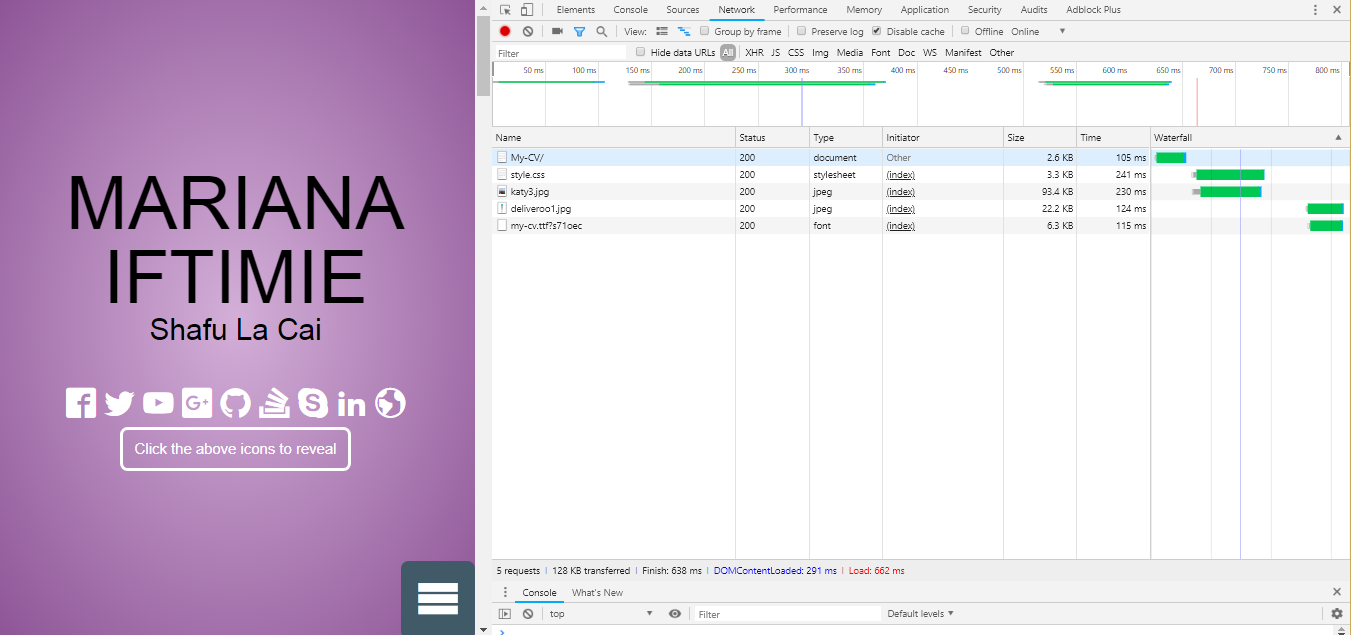 MARIANA
IFTIMIE
Shafu La Cai
Click the above icons to reveal
Elements Console Sources Network Performance Memory Application Security Audits Adblock Plus
View: Group by frame Preserve log Disable cache Offline Online
Filter Hide data URLs All XHR JS CSS Img Media Font Doc WS Manifest Other
50 ms 100 ms 150 ms 200 ms 250 ms 300 ms 350 ms 400 ms 450 ms 500 ms 550 ms 600 ms 650 ms 700 ms 750 ms 800 ms
Name Status Type Initiator Size Time Waterfall
My-CV/ 200 document Other 2.6 KB 105 ms
style.css 200 stylesheet (index) 3.3 KB 241 ms
katy3.jpg 200 jpeg (index) 93.4 KB 230 ms
deliveroo1.jpg 200 jpeg (index) 22.2 KB 124 ms
my-cv.ttf?s71oec 200 font (index) 6.3 KB 115 ms
5 requests | 128 KB transferred | Finish: 638 ms | DOMContentLoaded: 291 ms | Load: 662 ms
Console What's New
top Filter Default levels